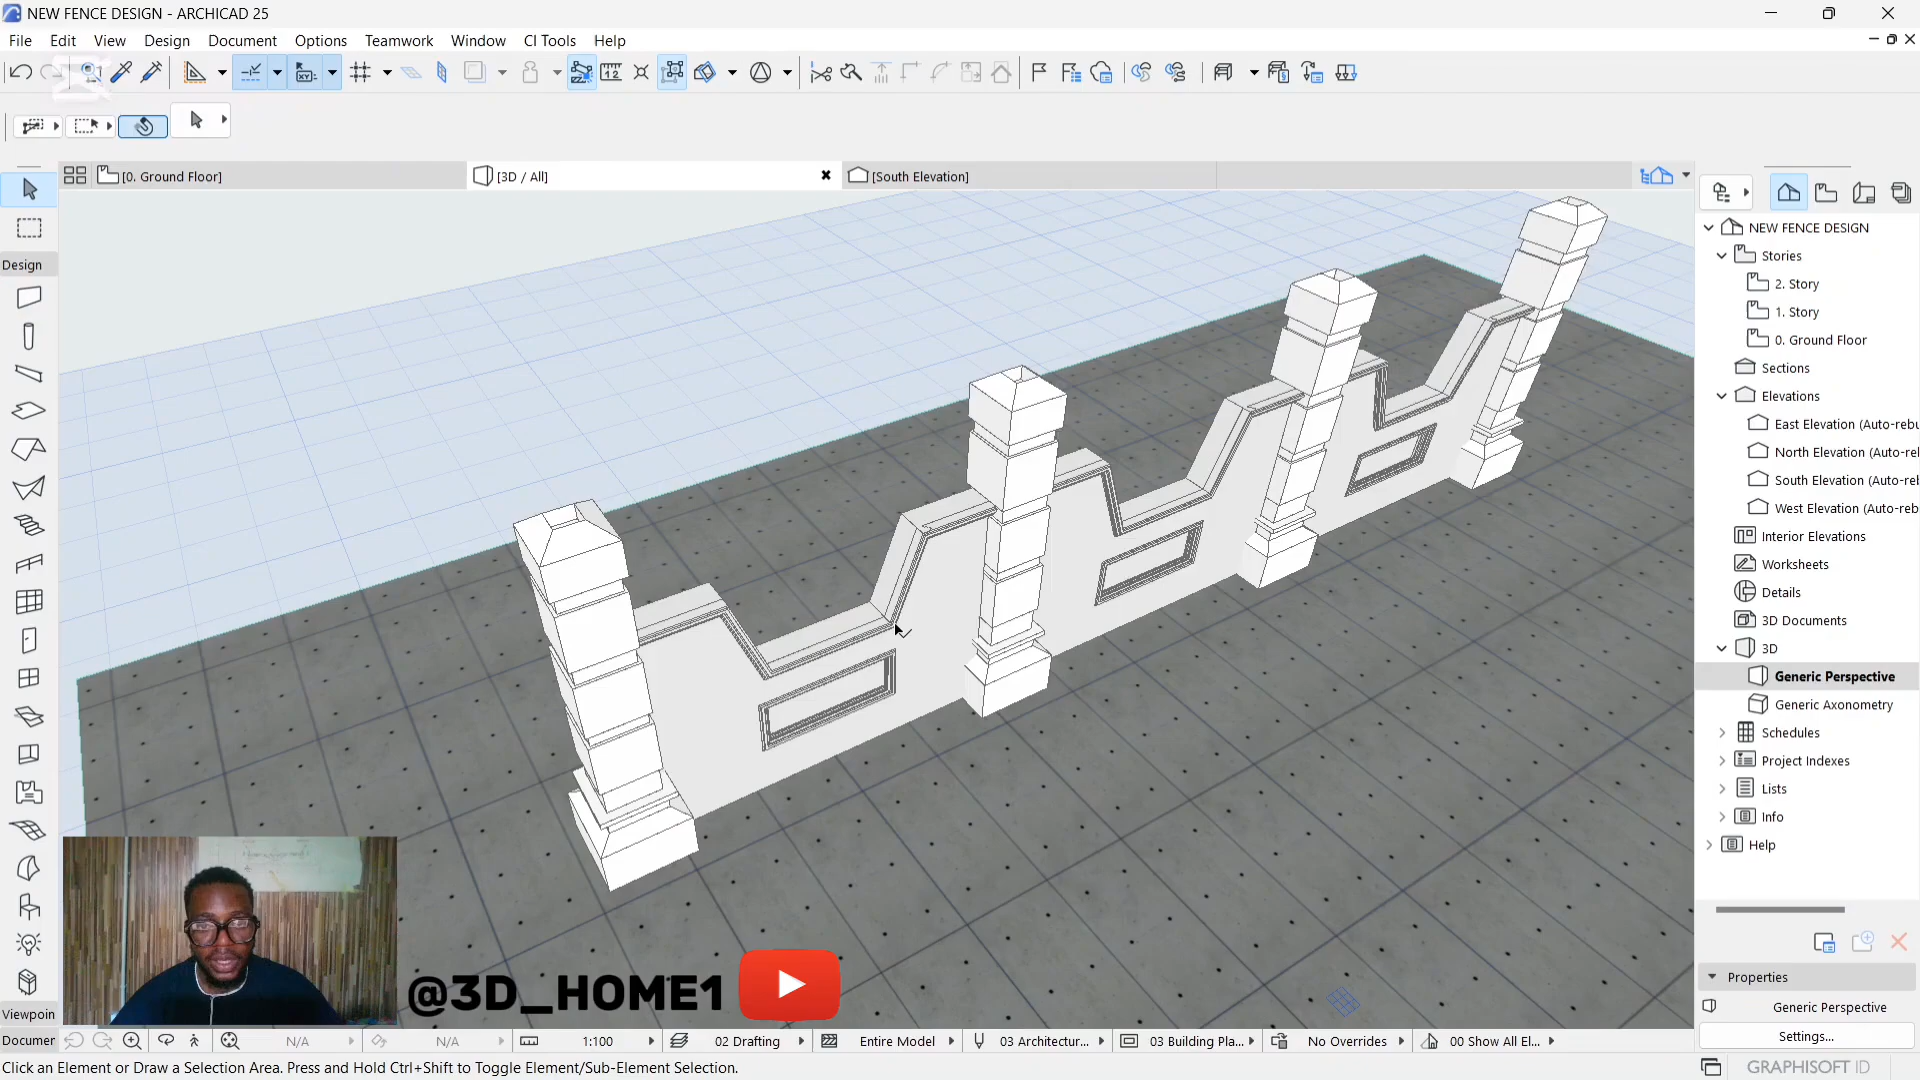 NEW FENCE DESIGN - ARCHICAD 25
File Edit View Design Document Options Teamwork Window CI Tools Help
[0. Ground Floor] [3D / All] [South Elevation]
Design
NEW FENCE DESIGN
Stories
2. Story
1. Story
0. Ground Floor
Sections
Elevations
East Elevation (Auto-rebu
North Elevation (Auto-rel
South Elevation (Auto-rel
West Elevation (Auto-reb
Interior Elevations
Worksheets
Details
3D Documents
3D
Generic Perspective
Generic Axonometry
Schedules
Project Indexes
Lists
Info
Help
Properties
Generic Perspective
Settings...
@3D_HOME1
Viewpoin
Documer N/A N/A 1:100 02 Drafting Entire Model 03 Architectur... 03 Building Pla... No Overrides 00 Show All El...
Click an Element or Draw a Selection Area. Press and Hold Ctrl+Shift to Toggle Element/Sub-Element Selection.
GRAPHISOFT ID